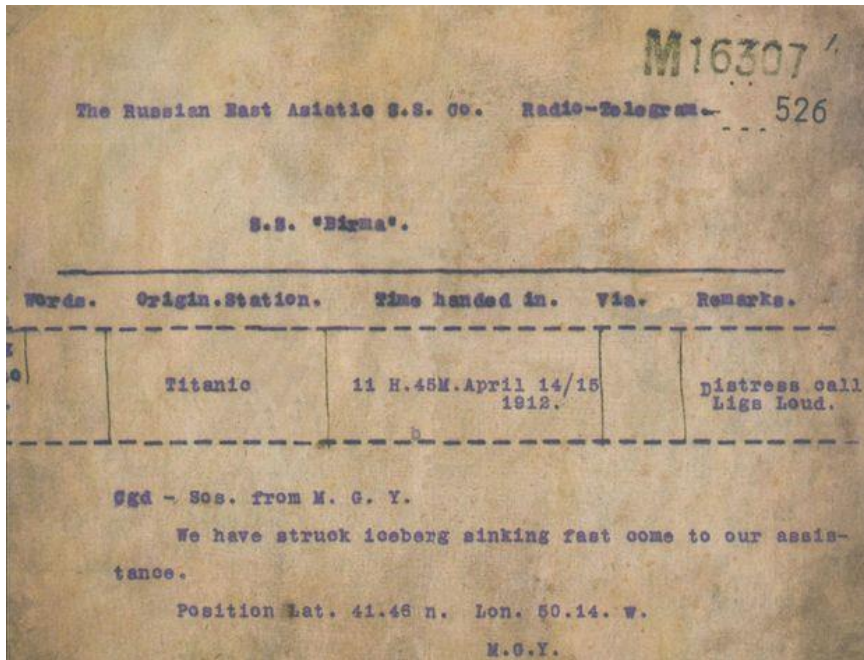 M16307
The Russian East Asiatic S.S. Co. Radio-Telegram.
526
S.S. "Birma".
Words. Origin.Station. Time handed in. Via. Remarks.
Titanic 11 H.45M.April 14/15 Distress call
1912. Ligs Loud.
Cgd - Sos. from M. G. Y.
We have struck iceberg sinking fast come to our assis-
tance.
Position Lat. 41.46 n. Lon. 50.14. w.
M.G.Y.